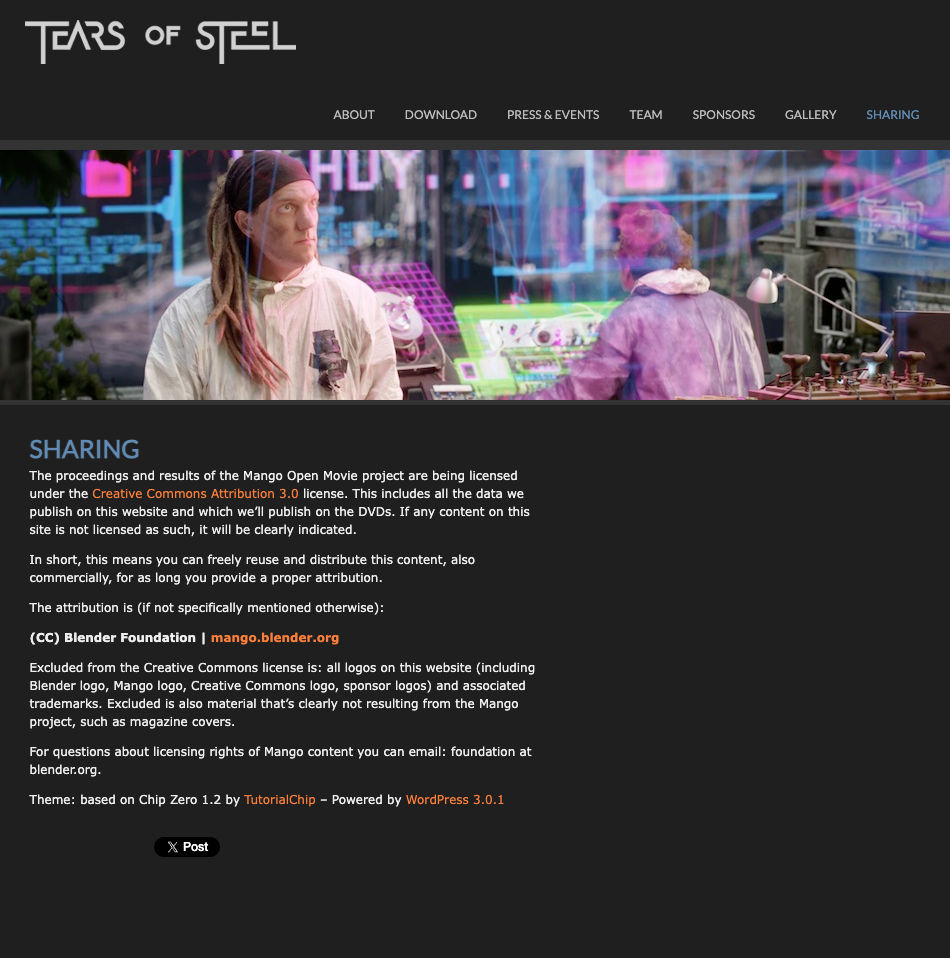 TEARS OF STEEL
ABOUT DOWNLOAD PRESS & EVENTS TEAM SPONSORS GALLERY SHARING
HUY...:
SHARING
The proceedings and results of the Mango Open Movie project are being licensed
under the Creative Commons Attribution 3.0 license. This includes all the data we
publish on this website and which we’ll publish on the DVDs. If any content on this
site is not licensed as such, it will be clearly indicated.
In short, this means you can freely reuse and distribute this content, also
commercially, for as long you provide a proper attribution.
The attribution is (if not specifically mentioned otherwise):
(CC) Blender Foundation | mango.blender.org
Excluded from the Creative Commons license is: all logos on this website (including
Blender logo, Mango logo, Creative Commons logo, sponsor logos) and associated
trademarks. Excluded is also material that’s clearly not resulting from the Mango
project, such as magazine covers.
For questions about licensing rights of Mango content you can email: foundation at
blender.org.
Theme: based on Chip Zero 1.2 by TutorialChip – Powered by WordPress 3.0.1
X Post